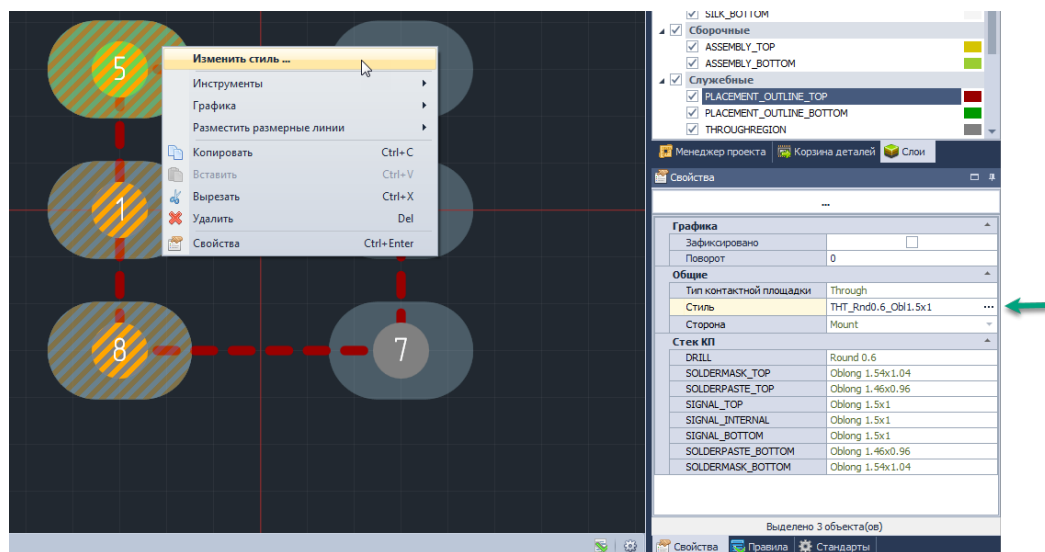 5
1
8
7
Изменить стиль ...
Инструменты
Графика
Разместить размерные линии
Копировать Ctrl+C
Вставить Ctrl+V
Вырезать Ctrl+X
Удалить Del
Свойства Ctrl+Enter
SILK_BOTTOM
Сборочные
ASSEMBLY_TOP
ASSEMBLY_BOTTOM
Служебные
PLACEMENT_OUTLINE_TOP
PLACEMENT_OUTLINE_BOTTOM
THROUGHREGION
Менеджер проекта Корзина деталей Слои
Свойства
...
Графика
Зафиксировано
Поворот 0
Общие
Тип контактной площадки Through
Стиль THT_Rnd0.6_Obl1.5x1 ...
Сторона Mount
Стек КП
DRILL Round 0.6
SOLDERMASK_TOP Oblong 1.54x1.04
SOLDERPASTE_TOP Oblong 1.46x0.96
SIGNAL_TOP Oblong 1.5x1
SIGNAL_INTERNAL Oblong 1.5x1
SIGNAL_BOTTOM Oblong 1.5x1
SOLDERPASTE_BOTTOM Oblong 1.46x0.96
SOLDERMASK_BOTTOM Oblong 1.54x1.04
Выделено 3 объекта(ов)
Свойства Правила Стандарты